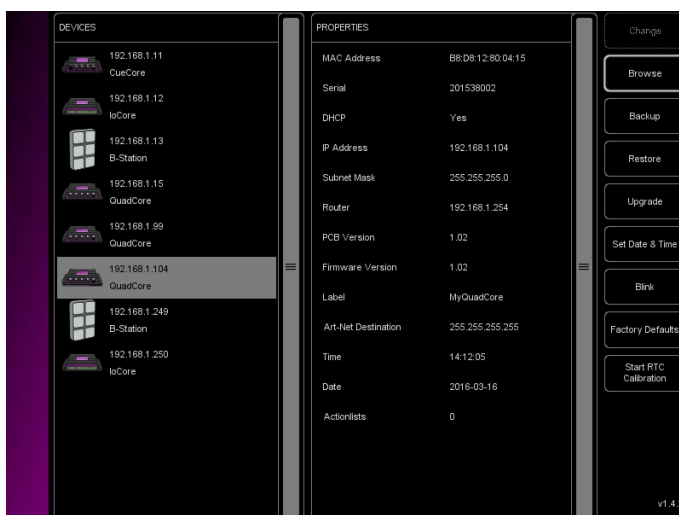 DEVICES
192.168.1.11
CueCore
192.168.1.12
IoCore
192.168.1.13
B-Station
192.168.1.15
QuadCore
192.168.1.99
QuadCore
192.168.1.104
QuadCore
192.168.1.249
B-Station
192.168.1.250
IoCore
PROPERTIES
MAC Address B8:D8:12:80:04:15
Serial 201538002
DHCP Yes
IP Address 192.168.1.104
Subnet Mask 255.255.255.0
Router 192.168.1.254
PCB Version 1.02
Firmware Version 1.02
Label MyQuadCore
Art-Net Destination 255.255.255.255
Time 14:12:05
Date 2016-03-16
Actionlists 0
Change
Browse
Backup
Restore
Upgrade
Set Date & Time
Blink
Factory Defaults
Start RTC
Calibration